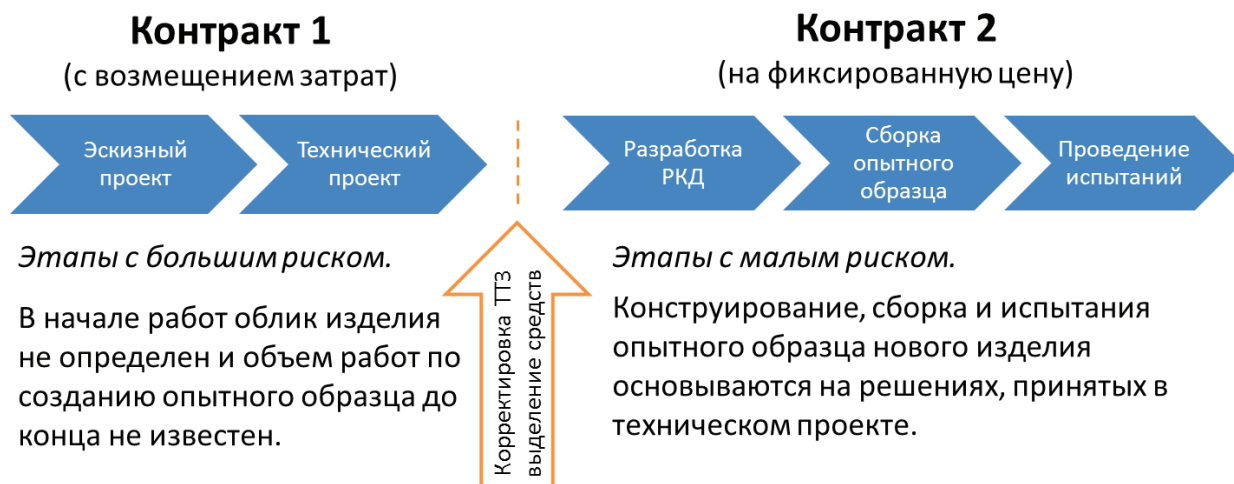 Контракт 1
(с возмещением затрат)
Эскизный
проект
Технический
проект
Этапы с большим риском.
В начале работ облик изделия
не определен и объем работ по
созданию опытного образца до
конца не известен.
Корректировка ТТЗ
выделение средств
Контракт 2
(на фиксированную цену)
Разработка
РКД
Сборка
опытного
образца
Проведение
испытаний
Этапы с малым риском.
Конструирование, сборка и испытания
опытного образца нового изделия
основываются на решениях, принятых в
техническом проекте.